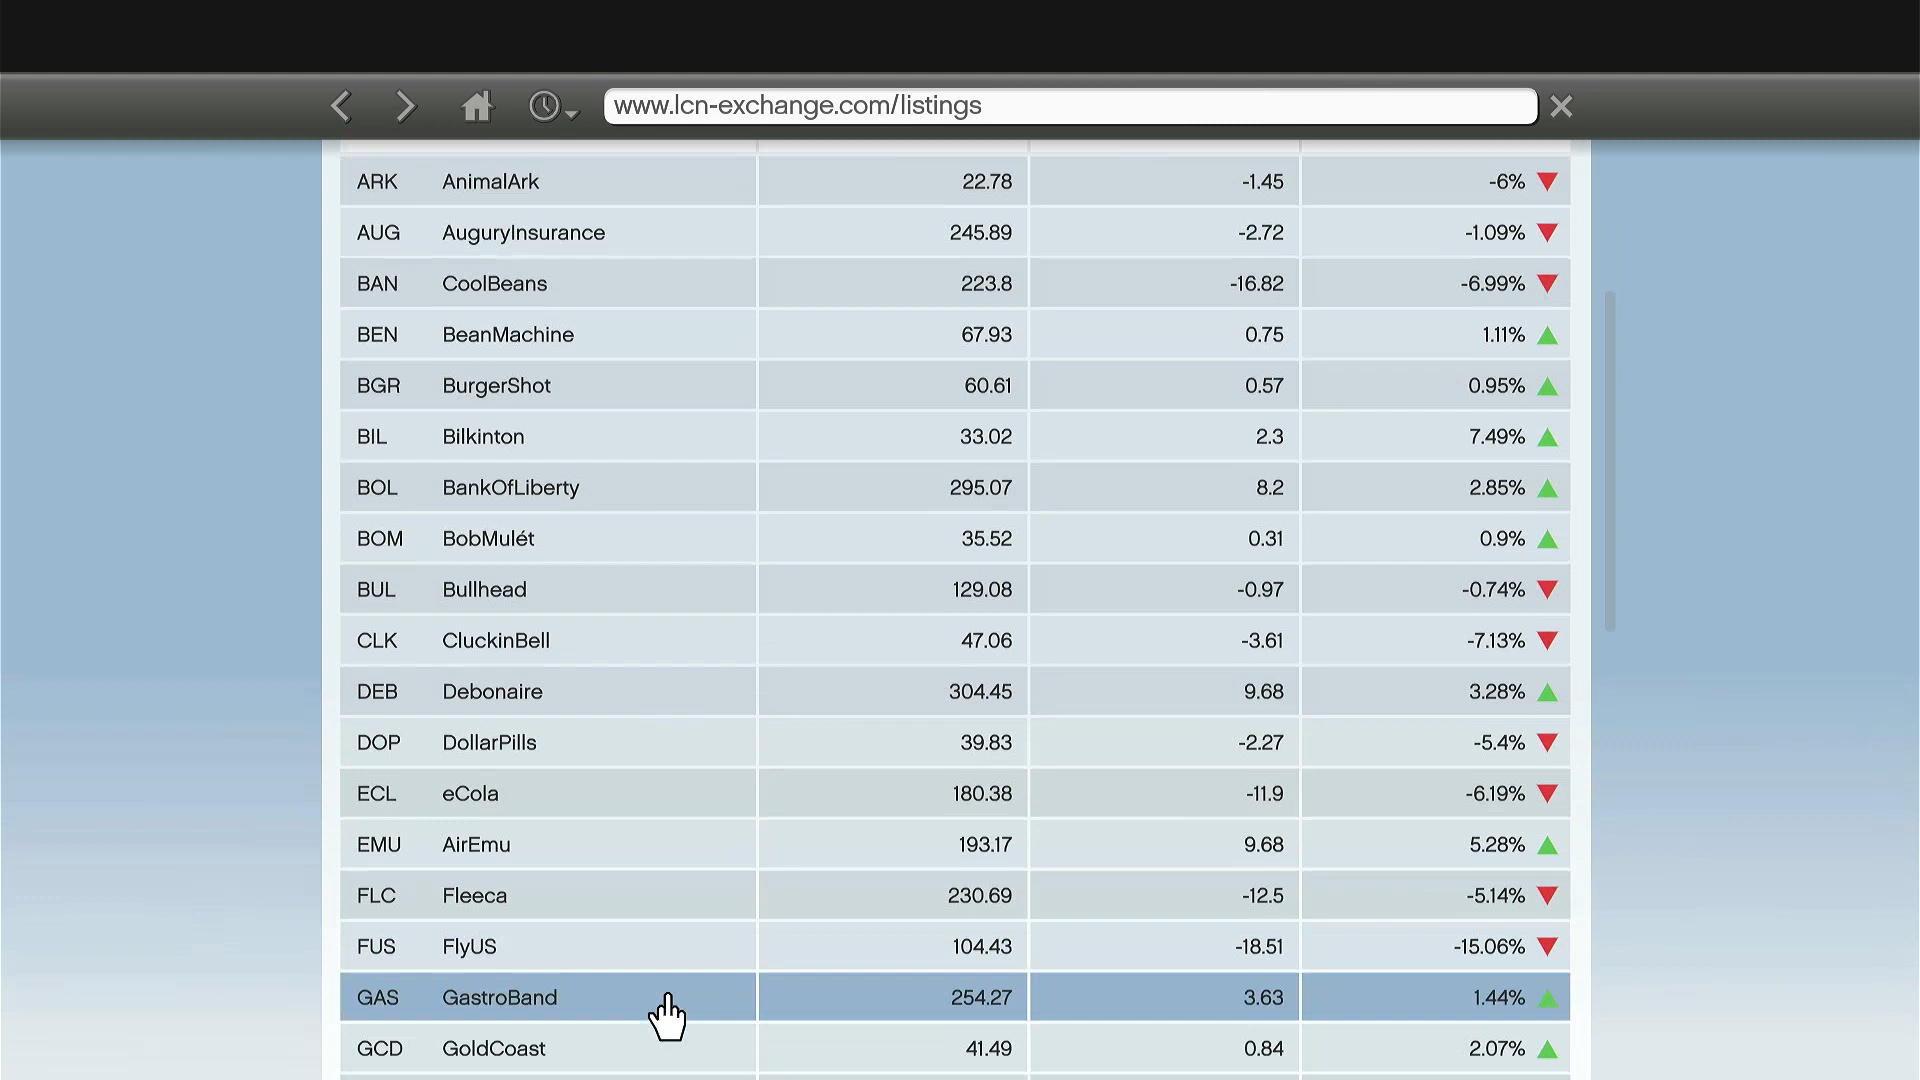 www.lcn-exchange.com/listings
ARK AnimalArk 22.78 -1.45 -6%
AUG AuguryInsurance 245.89 -2.72 -1.09%
BAN CoolBeans 223.8 -16.82 -6.99%
BEN BeanMachine 67.93 0.75 1.11%
BGR BurgerShot 60.61 0.57 0.95%
BIL Bilkinton 33.02 2.3 7.49%
BOL BankOfLiberty 295.07 8.2 2.85%
BOM BobMulét 35.52 0.31 0.9%
BUL Bullhead 129.08 -0.97 -0.74%
CLK CluckinBell 47.06 -3.61 -7.13%
DEB Debonaire 304.45 9.68 3.28%
DOP DollarPills 39.83 -2.27 -5.4%
ECL eCola 180.38 -11.9 -6.19%
EMU AirEmu 193.17 9.68 5.28%
FLC Fleeca 230.69 -12.5 -5.14%
FUS FlyUS 104.43 -18.51 -15.06%
GAS GastroBand 254.27 3.63 1.44%
GCD GoldCoast 41.49 0.84 2.07%